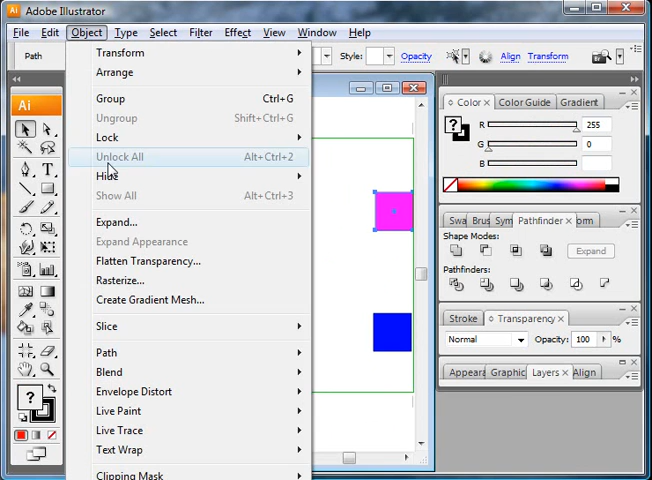 Adobe Illustrator
File Edit Object Type Select Filter Effect View Window Help
Path
Style: Opacity Align Transform
Transform
Arrange
Group Ctrl+G
Ungroup Shift+Ctrl+G
Lock
Unlock All Alt+Ctrl+2
Hide
Show All Alt+Ctrl+3
Expand...
Expand Appearance
Flatten Transparency...
Rasterize...
Create Gradient Mesh...
Slice
Path
Blend
Envelope Distort
Live Paint
Live Trace
Text Wrap
Clipping Mask
Ai
T
?
Color Color Guide Gradient
?
R 255
G 0
B
Swa Brus Sym Pathfinder orm
Shape Modes:
Expand
Pathfinders:
Stroke Transparency
Normal Opacity: 100 %
Appeara Graphic Layers Align